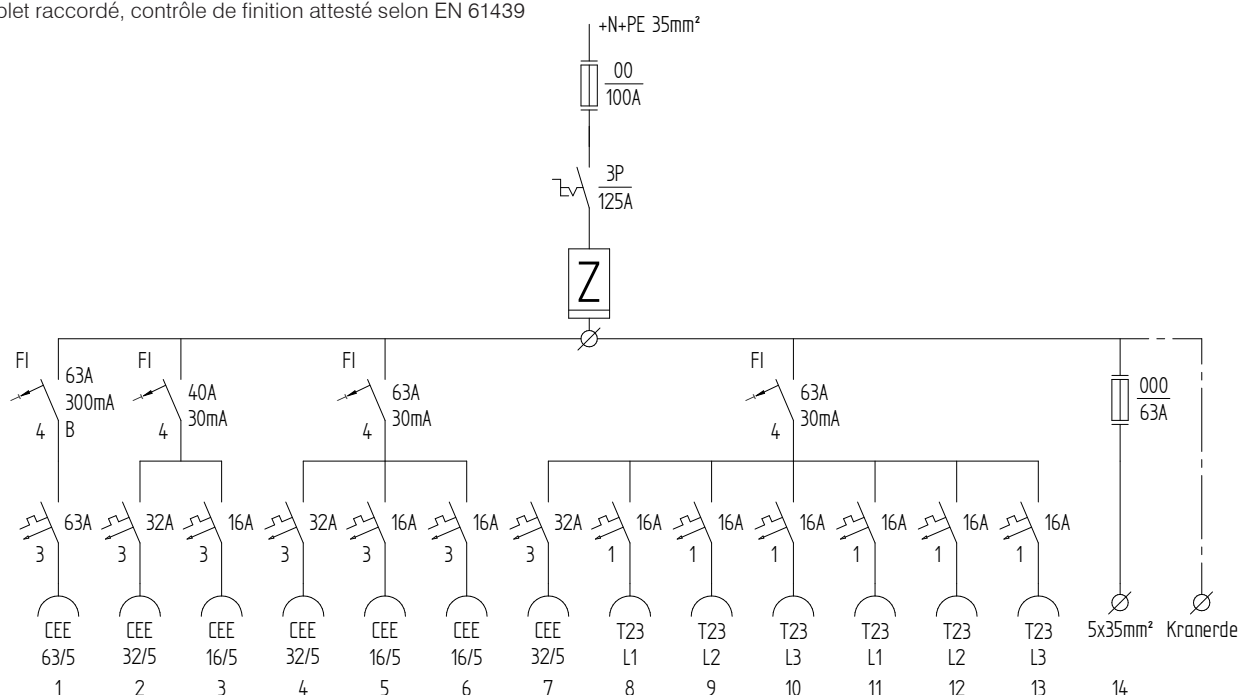 raccordé, contrôle de finition attesté selon EN 61439
+N+PE 35mm²
00
100A
3P
125A
Z
FI
63A
300mA
4 B
FI
40A
30mA
4
FI
63A
30mA
4
FI
63A
30mA
4
000
63A
63A 32A 16A 32A 16A 16A 32A 16A 16A 16A 16A 16A 16A
3 3 3 3 3 3 3 1 1 1 1 1 1
CEE CEE CEE CEE CEE CEE CEE T23 T23 T23 T23 T23 T23 5x35mm² Kranerde
63/5 32/5 16/5 32/5 16/5 16/5 32/5 L1 L2 L3 L1 L2 L3
1 2 3 4 5 6 7 8 9 10 11 12 13 14